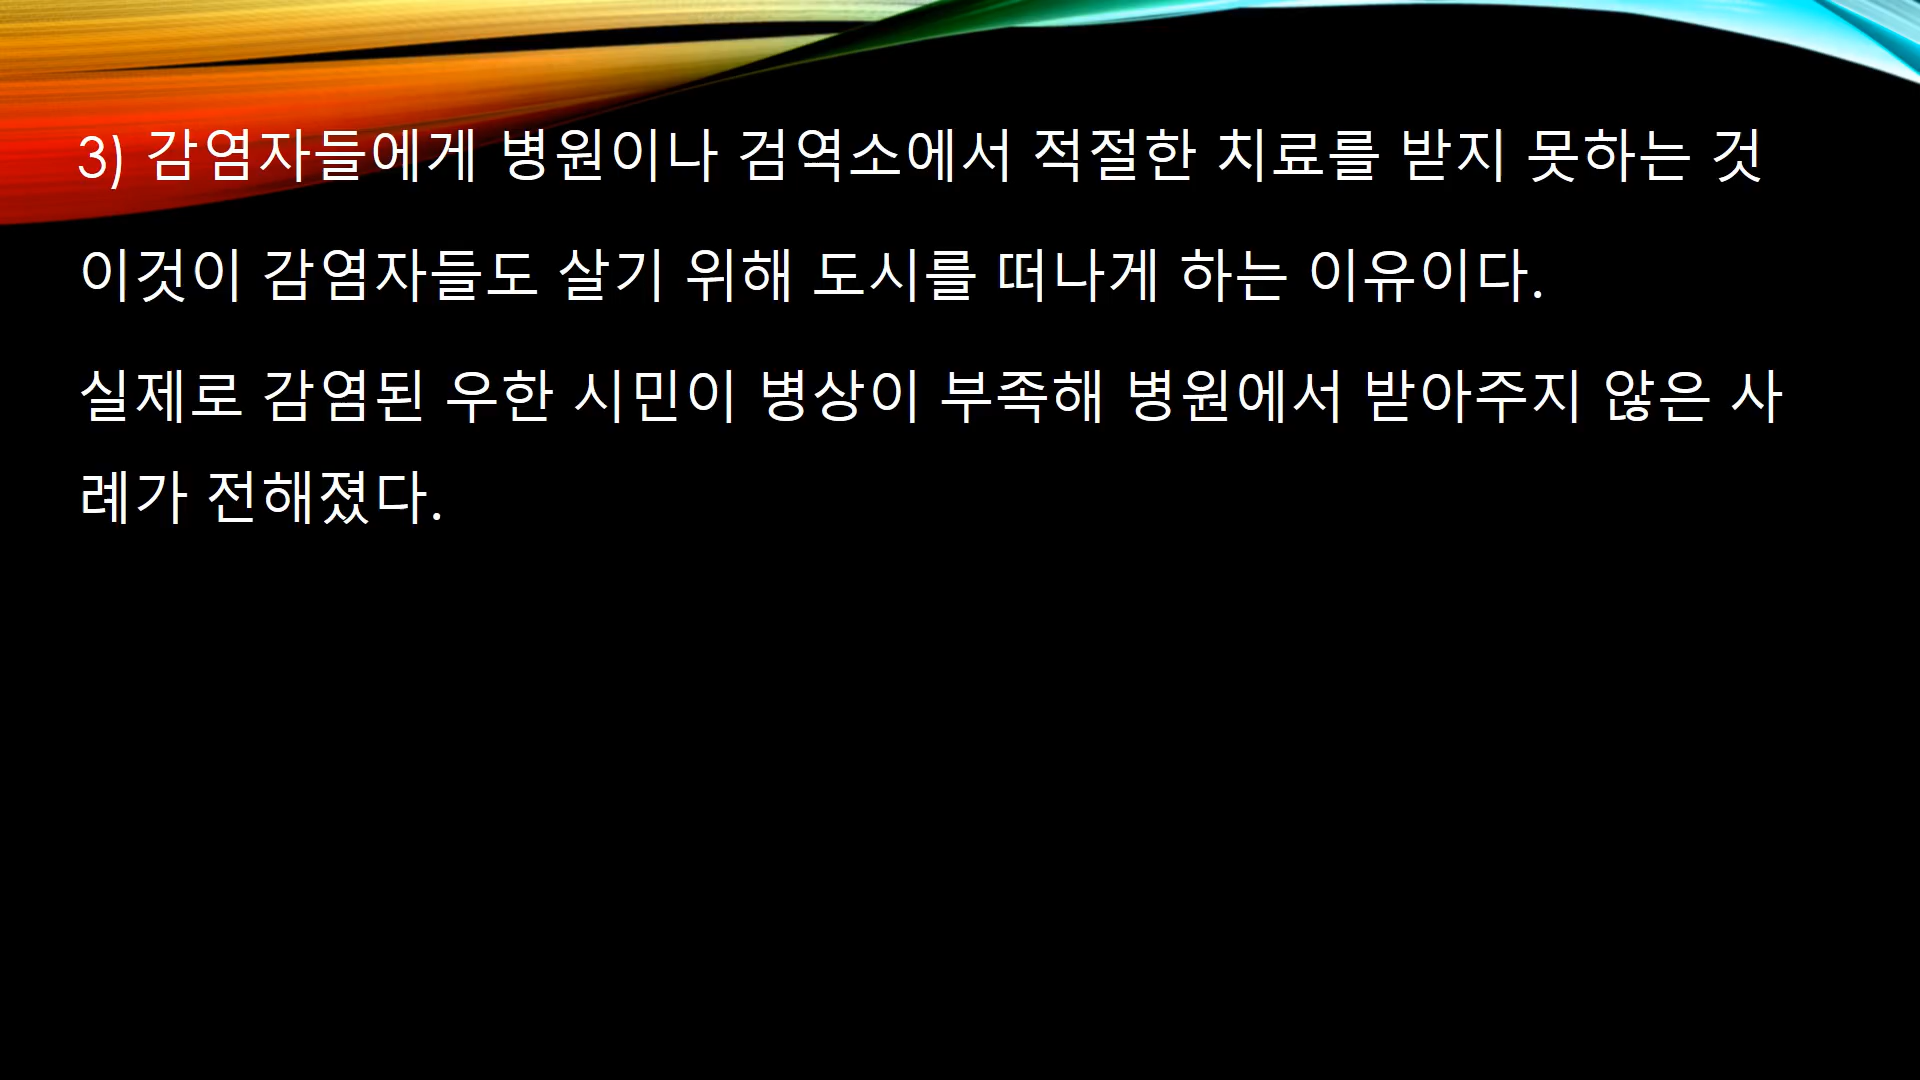 3) 감염자들에게 병원이나 검역소에서 적절한 치료를 받지 못하는 것
이것이 감염자들도 살기 위해 도시를 떠나게 하는 이유이다.
실제로 감염된 우한 시민이 병상이 부족해 병원에서 받아주지 않은 사
례가 전해졌다.